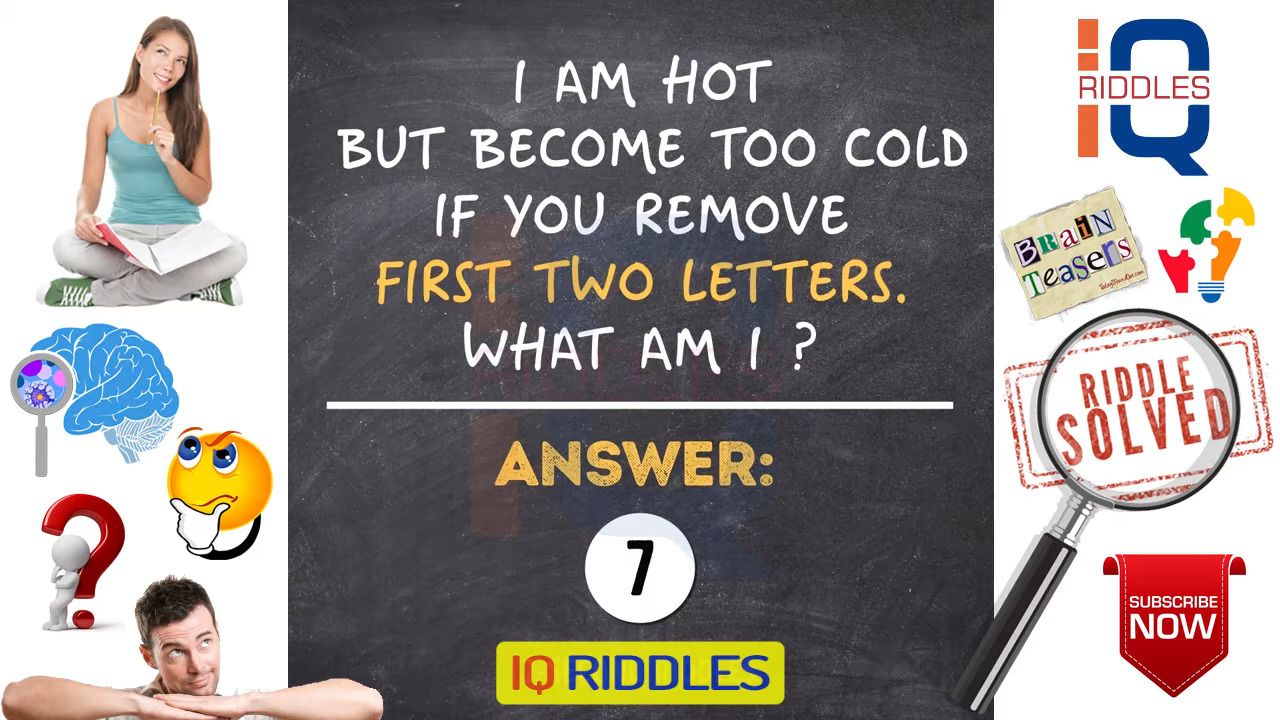 I AM HOT
BUT BECOME TOO COLD
IF YOU REMOVE
FIRST TWO LETTERS.
WHAT AM I ?
ANSWER:
7
IQ RIDDLES
IQ
RIDDLES
BRaiN
TeaSerS
RIDDLE
SOLVED
SUBSCRIBE
NOW